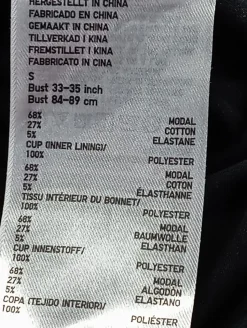 HERGESTELLT IN CHINA
FABRICADO EN CHINA
GEMAAKT IN CHINA
TILLVERKAD I KINA
FREMSTILLET I KINA
FABBRICATO IN CINA
S
Bust 33-35 inch
Bust 84-89 cm
68% MODAL
27% COTTON
5% ELASTANE
CUP (INNER LINING)/
100% POLYESTER
68% MODAL
27% COTON
5% ÉLASTHANNE
TISSU INTÉRIEUR DU BONNET/
100% POLYESTER
68% MODAL
27% BAUMWOLLE
5% ELASTHAN
CUP INNENSTOFF/
100% POLYESTER
68% MODAL
27% ALGODÓN
5% ELASTANO
COPA (TEJIDO INTERIOR)/
100% POLIÉSTER